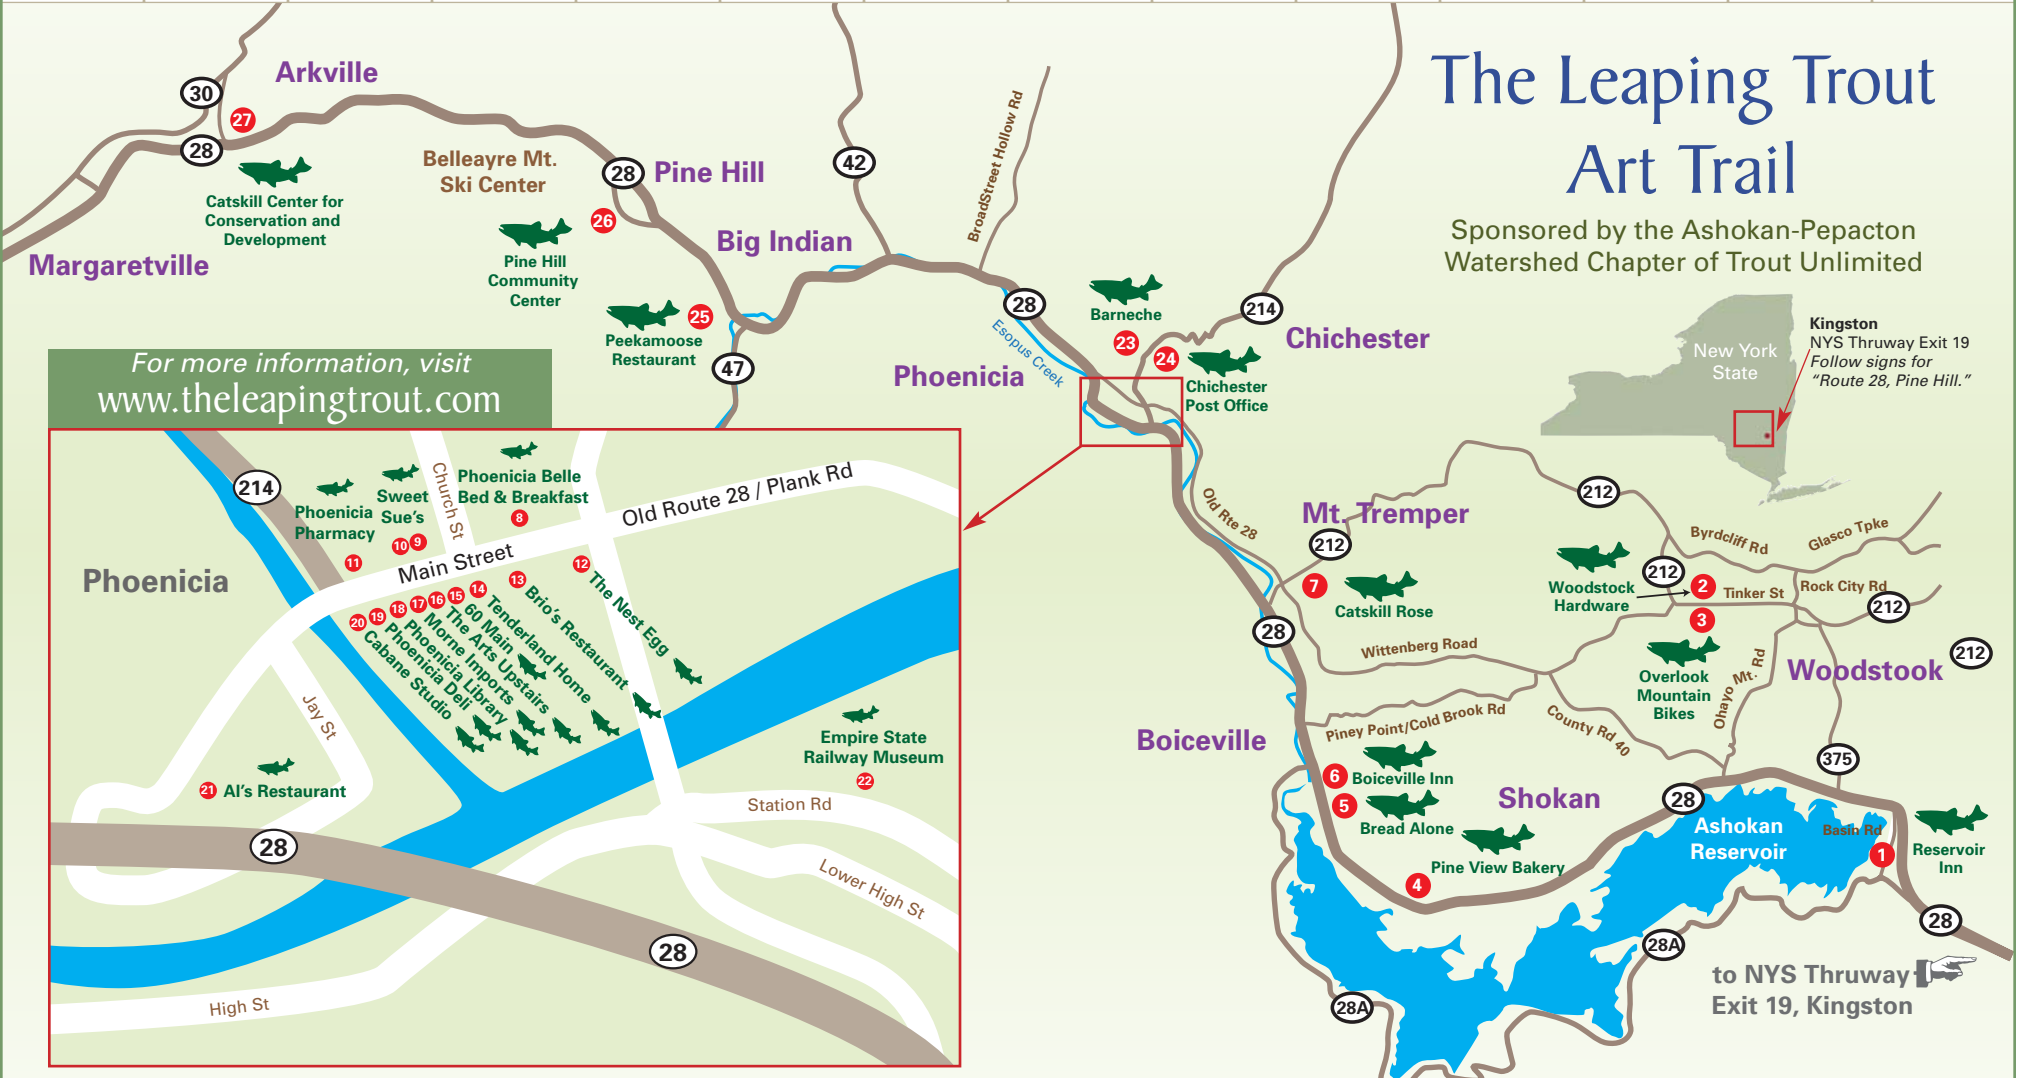 The Leaping Trout
Art Trail
Sponsored by the Ashokan-Pepacton
Watershed Chapter of Trout Unlimited
New York
State
Kingston
NYS Thruway Exit 19
Follow signs for
“Route 28, Pine Hill.”
Arkville
30
27
28
Catskill Center for
Conservation and
Development
Margaretville
Belleayre Mt.
Ski Center
28
Pine Hill
26
Pine Hill
Community
Center
Big Indian
42
BroadStreet Hollow Rd
25
Peekamoose
Restaurant
47
28
Esopus Creek
Barneche
23
214
Chichester
24
Chichester
Post Office
Phoenicia
For more information, visit
www.theleapingtrout.com
214
Phoenicia
Pharmacy
11
Sweet
Sue's
10
9
Church St
Phoenicia Belle
Bed & Breakfast
8
Old Route 28 / Plank Rd
Main Street
Phoenicia
12
The Nest Egg
13
Brio's Restaurant
14
Tenderland Home
15
60 Main
16
The Arts Upstairs
17
Morne Imports
18
Phoenicia Library
19
Phoenicia Deli
20
Cabane Studio
Jay St
21
Al's Restaurant
Empire State
Railway Museum
22
Station Rd
28
Lower High St
28
High St
Old Rte 28
Mt. Tremper
212
7
Catskill Rose
28
Wittenberg Road
212
Byrdcliff Rd
Glasco Tpke
Woodstock
Hardware
212
2
Tinker St
Rock City Rd
212
3
Overlook
Mountain
Bikes
Ohayo Mt. Rd
Woodstook
212
Piney Point/Cold Brook Rd
County Rd 40
Boiceville
6
Boiceville Inn
5
Bread Alone
Shokan
Pine View Bakery
4
28
375
Ashokan
Reservoir
Basin Rd
1
Reservoir
Inn
28
28A
28A
to NYS Thruway
Exit 19, Kingston